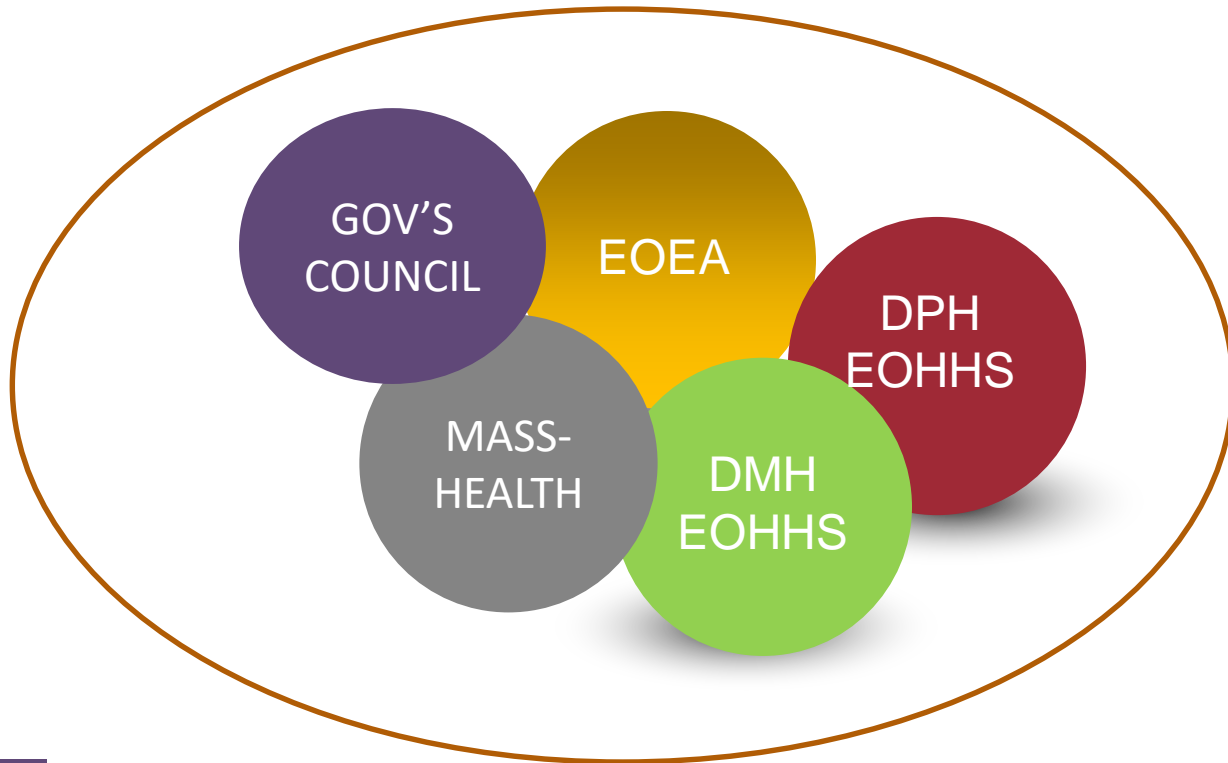 GOV’S
COUNCIL
EOEA
DPH
EOHHS
MASS-
HEALTH
DMH
EOHHS